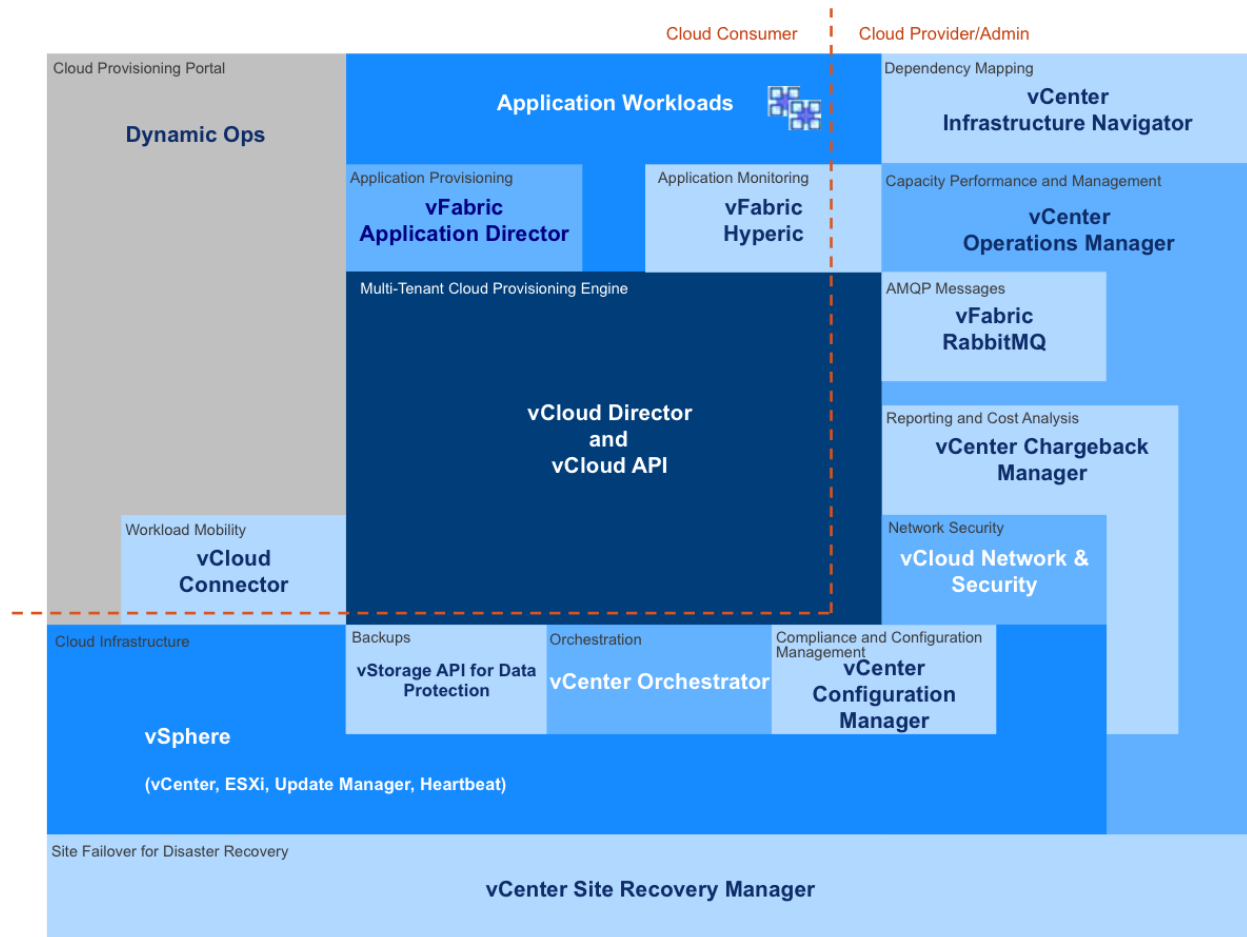 Cloud Consumer
Cloud Provider/Admin
Cloud Provisioning Portal
Dynamic Ops
Application Workloads
Dependency Mapping
vCenter
Infrastructure Navigator
Application Provisioning
vFabric
Application Director
Application Monitoring
vFabric
Hyperic
Capacity Performance and Management
vCenter
Operations Manager
Multi-Tenant Cloud Provisioning Engine
vCloud Director
and
vCloud API
AMQP Messages
vFabric
RabbitMQ
Reporting and Cost Analysis
vCenter Chargeback
Manager
Workload Mobility
vCloud
Connector
Network Security
vCloud Network &
Security
Cloud Infrastructure
vSphere
(vCenter, ESXi, Update Manager, Heartbeat)
Backups
vStorage API for Data
Protection
Orchestration
vCenter Orchestrator
Compliance and Configuration
Management
vCenter
Configuration
Manager
Site Failover for Disaster Recovery
vCenter Site Recovery Manager